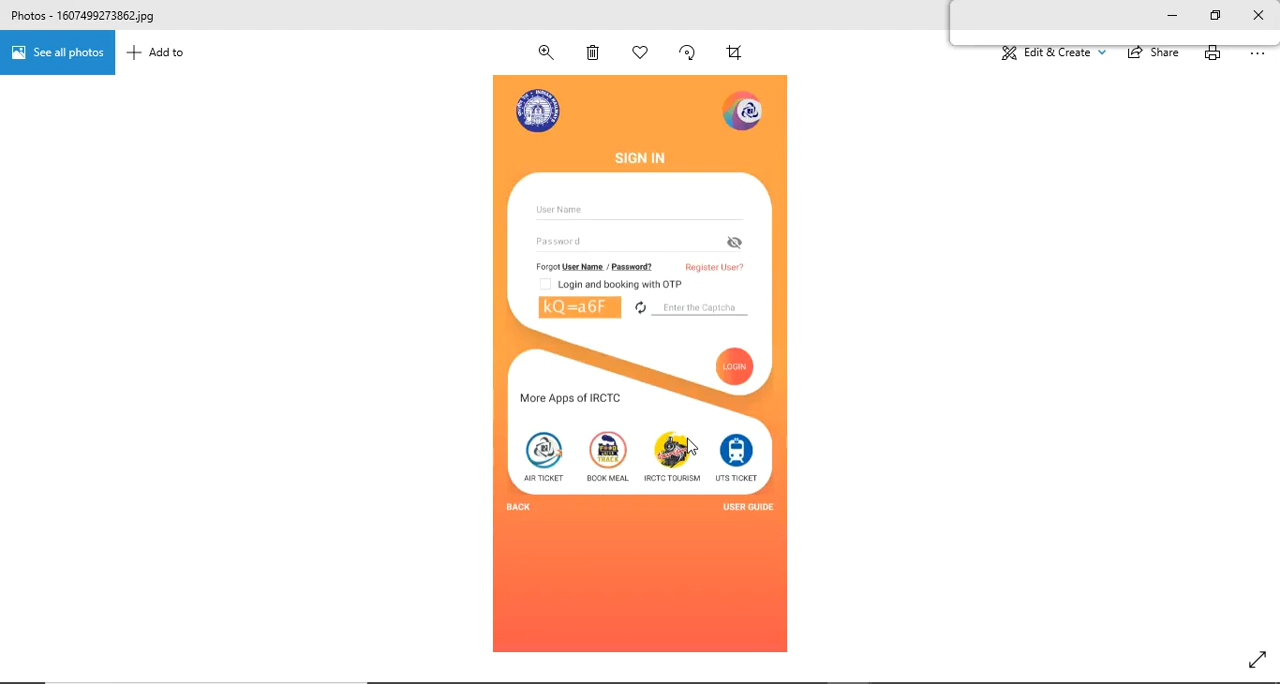 Photos - 1607499273862.jpg
See all photos
Add to
Edit & Create
Share
SIGN IN
User Name
Password
Forgot User Name / Password?
Register User?
Login and booking with OTP
kQ=a6F
Enter the Captcha
LOGIN
More Apps of IRCTC
AIR TICKET
BOOK MEAL
IRCTC TOURISM
UTS TICKET
BACK
USER GUIDE